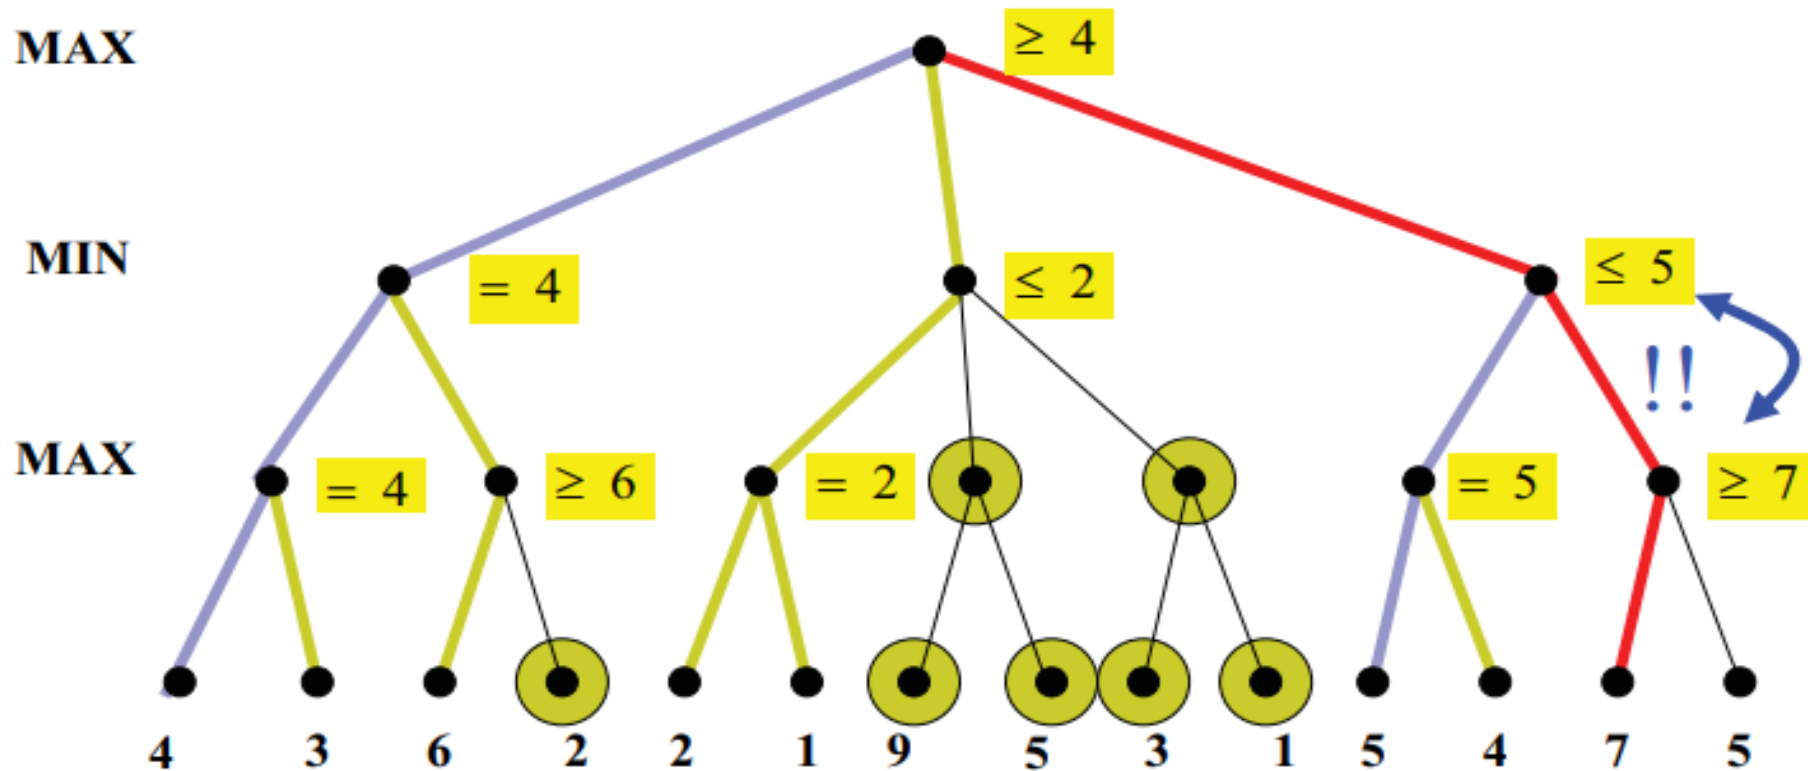 MAX ≥ 4
MIN = 4 ≤ 2 ≤ 5
!!
MAX = 4 ≥ 6 = 2 = 5 ≥ 7
4 3 6 2 2 1 9 5 3 1 5 4 7 5